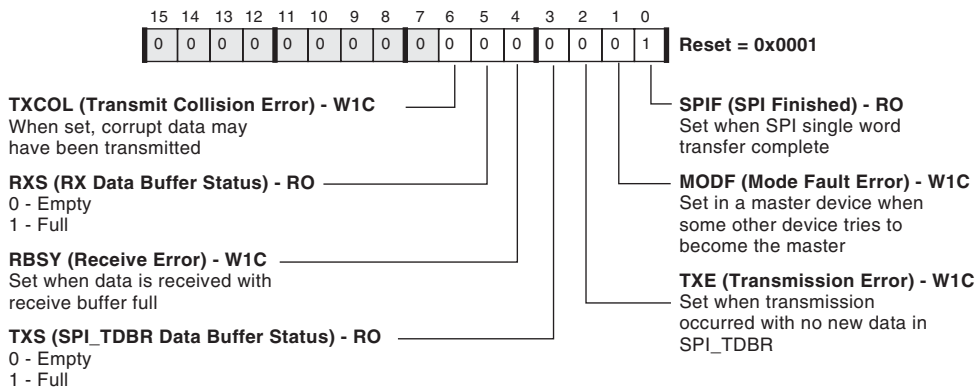 15 14 13 12 11 10 9 8 7 6 5 4 3 2 1 0
0 0 0 0 0 0 0 0 0 0 0 0 0 0 0 1 Reset = 0x0001
TXCOL (Transmit Collision Error) - W1C
When set, corrupt data may
have been transmitted
RXS (RX Data Buffer Status) - RO
0 - Empty
1 - Full
RBSY (Receive Error) - W1C
Set when data is received with
receive buffer full
TXS (SPI_TDBR Data Buffer Status) - RO
0 - Empty
1 - Full
SPIF (SPI Finished) - RO
Set when SPI single word
transfer complete
MODF (Mode Fault Error) - W1C
Set in a master device when
some other device tries to
become the master
TXE (Transmission Error) - W1C
Set when transmission
occurred with no new data in
SPI_TDBR